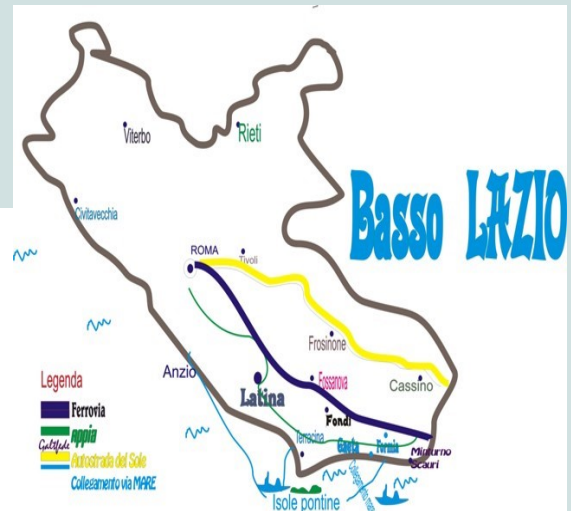 Viterbo
Rieti
Civitavecchia
Basso LAZIO
ROMA
Tivoli
Frosinone
Anzio
Fossanova
Cassino
Legenda
Latina
Ferrovia
Fondi
Appia
Terracina
Gaeta
Formia
Minturno
Scauri
Autostrada del Sole
Collegamento via MARE
Isole pontine